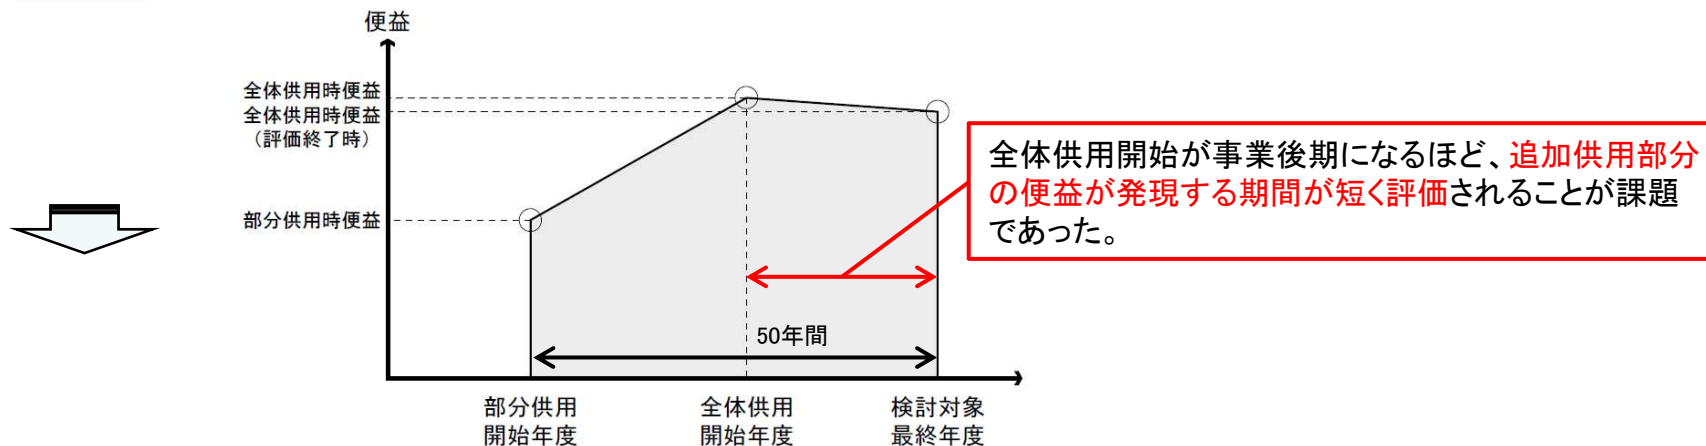 便益
全体供用時便益
全体供用時便益
（評価終了時）
部分供用時便益
全体供用開始が事業後期になるほど、追加供用部分
の便益が発現する期間が短く評価されることが課題
であった。
50年間
部分供用
開始年度
全体供用
開始年度
検討対象
最終年度